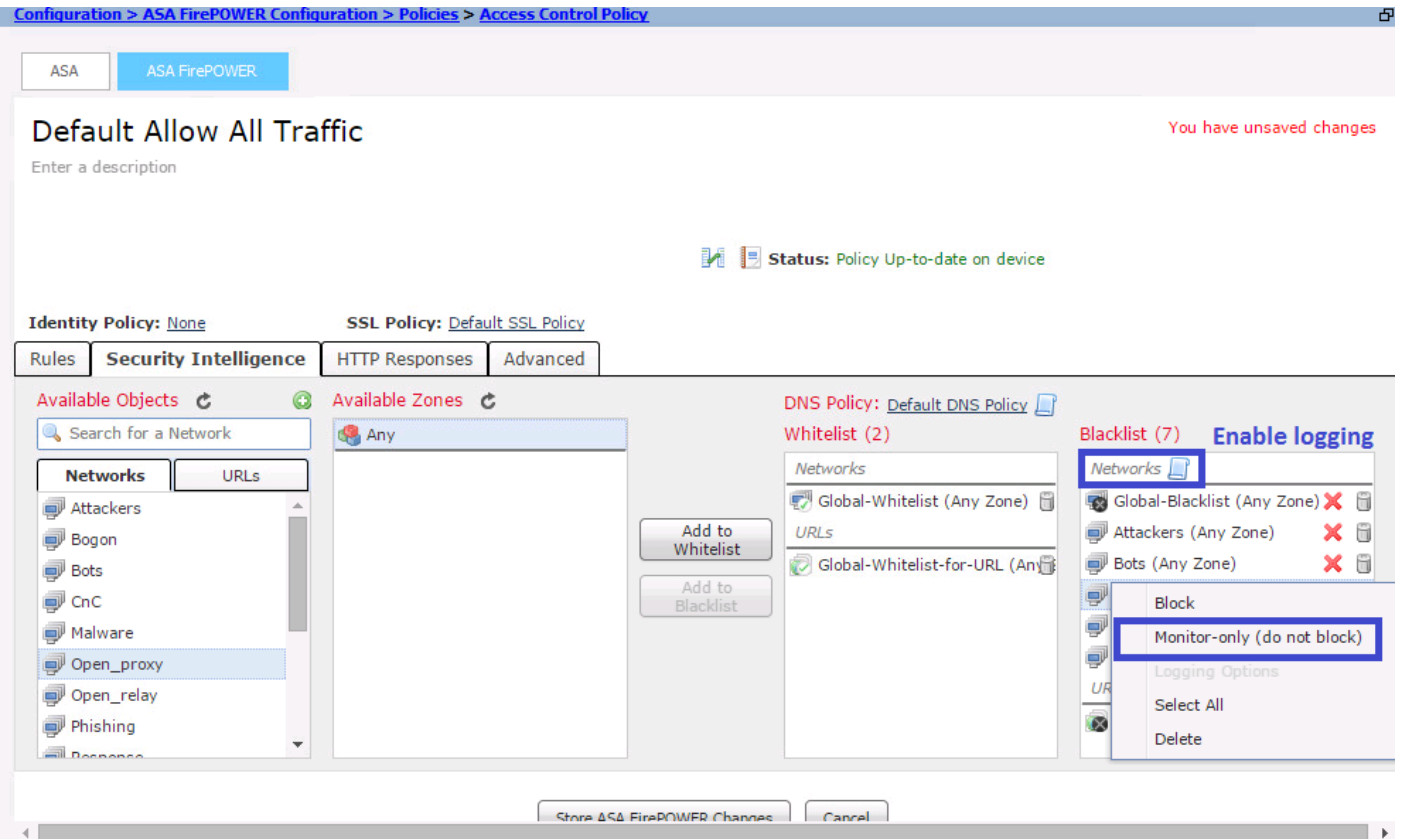 Configuration > ASA FirePOWER Configuration > Policies > Access Control Policy
ASA
ASA FirePOWER
Default Allow All Traffic
You have unsaved changes
Enter a description
Status: Policy Up-to-date on device
Identity Policy: None
SSL Policy: Default SSL Policy
Rules
Security Intelligence
HTTP Responses
Advanced
Available Objects
Search for a Network
Networks
URLs
Attackers
Bogon
Bots
CnC
Malware
Open_proxy
Open_relay
Phishing
Response
Available Zones
Any
Add to
Whitelist
Add to
Blacklist
DNS Policy: Default DNS Policy
Whitelist (2)
Networks
Global-Whitelist (Any Zone)
URLs
Global-Whitelist-for-URL (Any
Blacklist (7)
Enable logging
Networks
Global-Blacklist (Any Zone)
Attackers (Any Zone)
Bots (Any Zone)
UR
Block
Monitor-only (do not block)
Logging Options
Select All
Delete
Store ASA FirePOWER Changes
Cancel